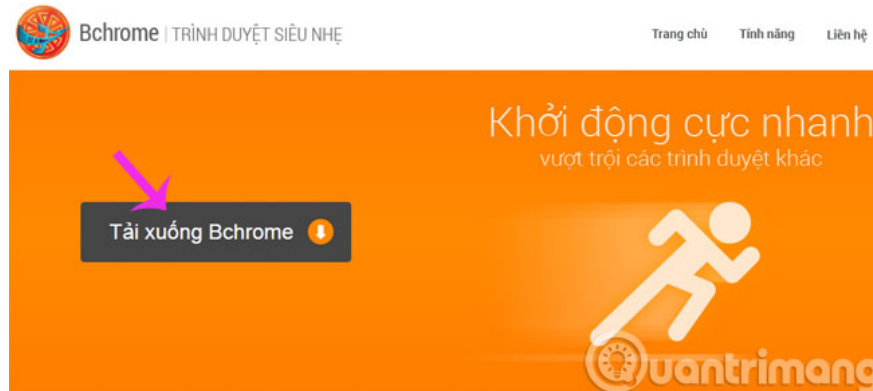 Bchrome | TRÌNH DUYỆT SIÊU NHẸ
Trang chủ Tính năng Liên hệ
Khởi động cực nhanh
vượt trội các trình duyệt khác
Tải xuống Bchrome
Quantrimang